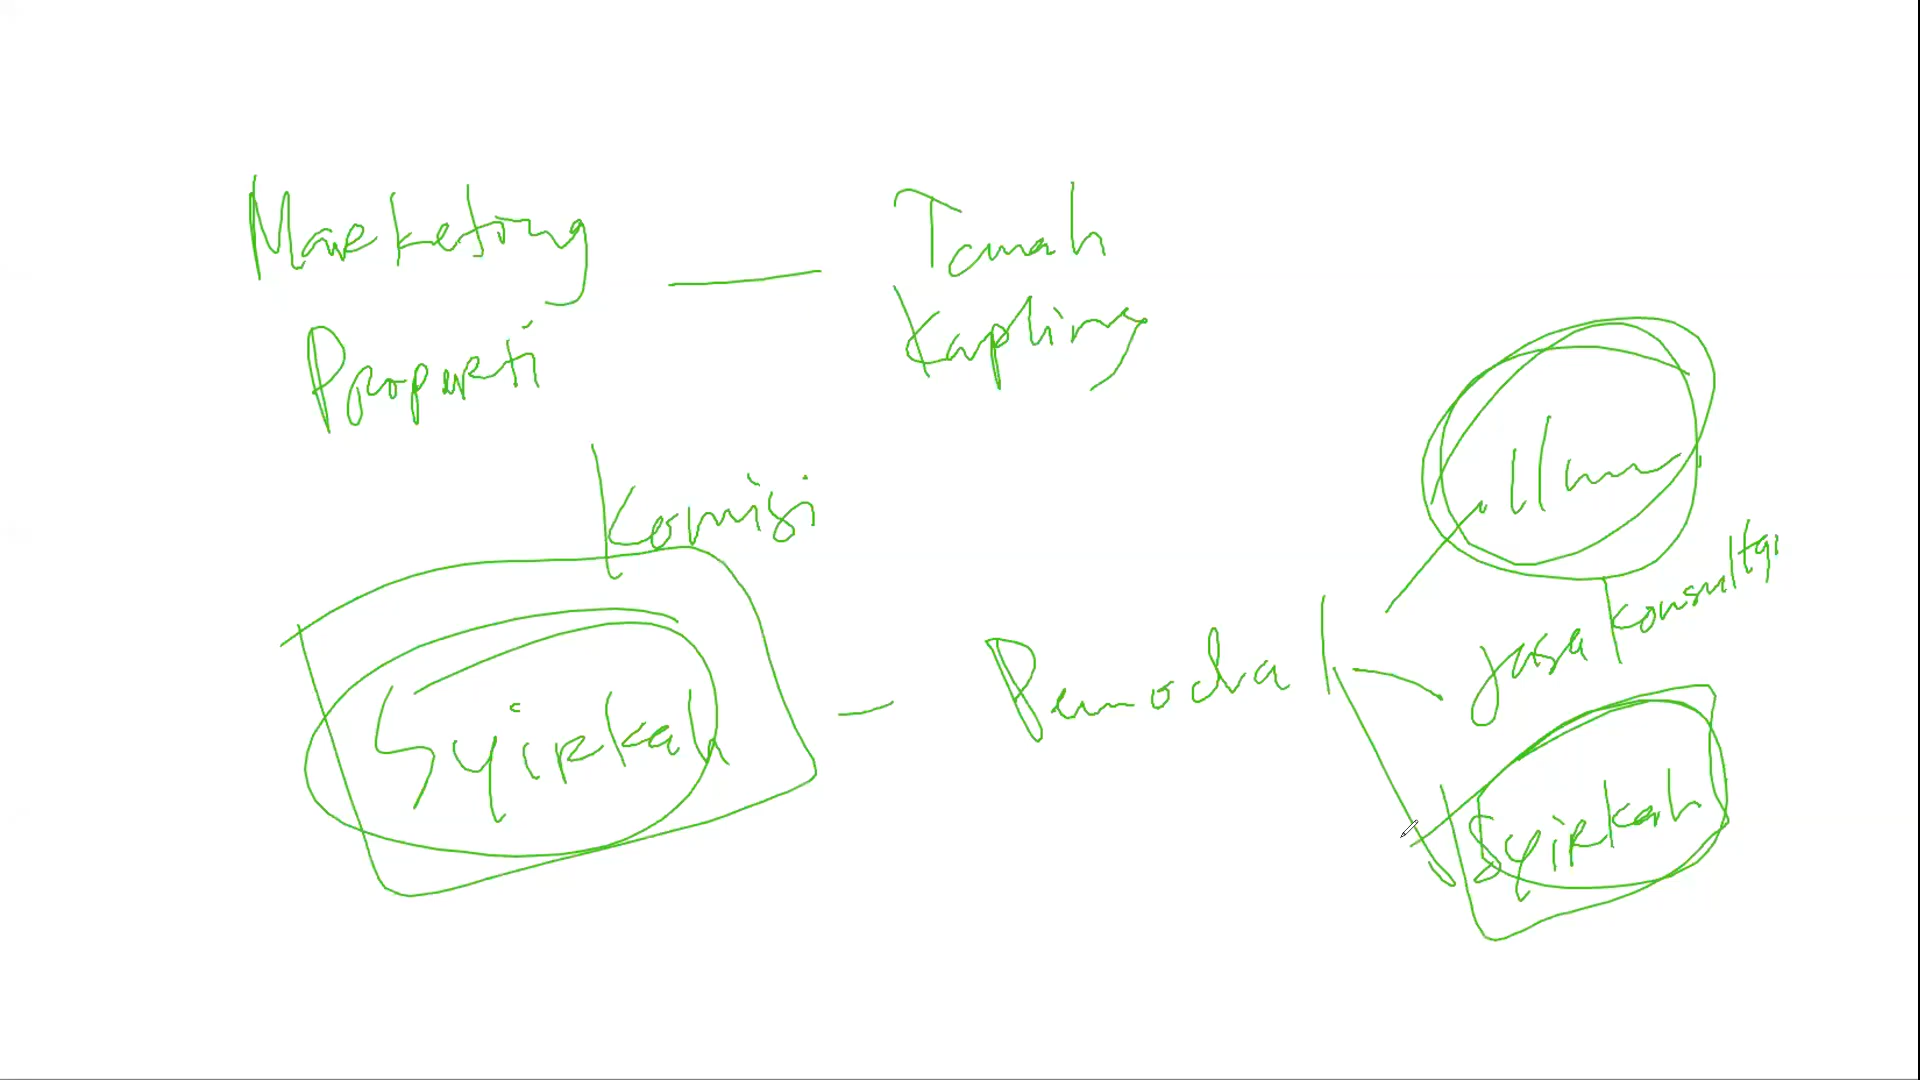 Marketing
Properti
Tanah
Kapling
Komisi
Syirkah
Pemodal
Ilmu
Jasa Konsultasi
Syirkah